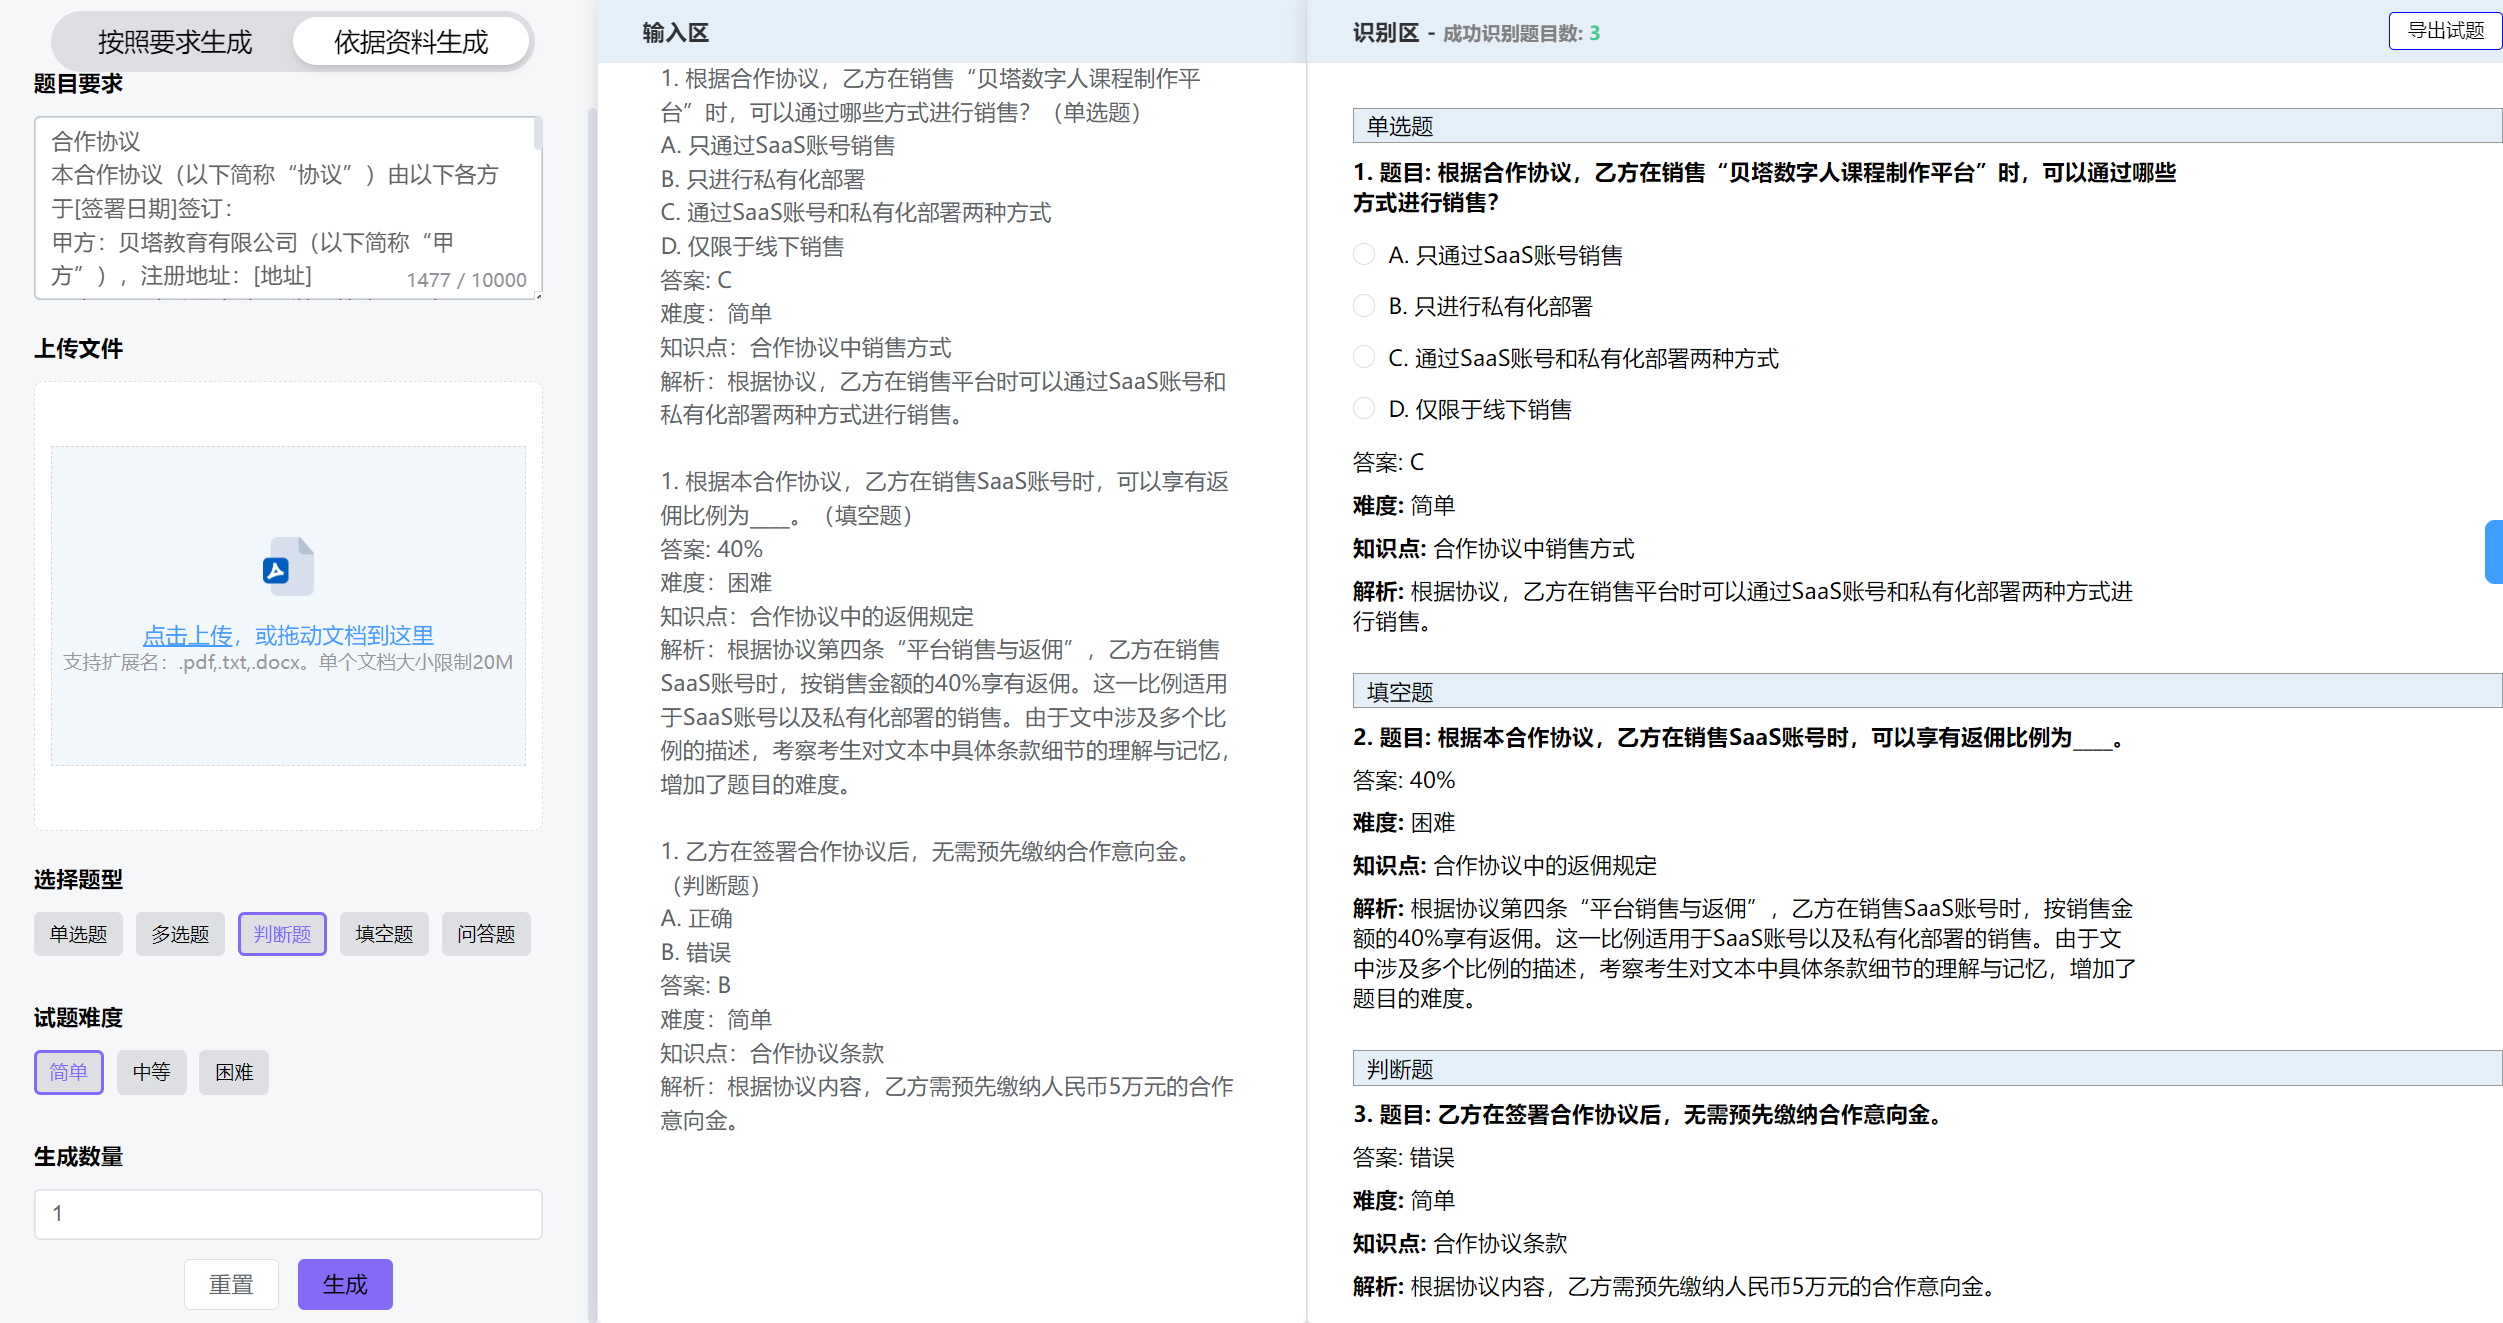 按照要求生成
依据资料生成
题目要求
合作协议
本合作协议（以下简称“协议”）由以下各方
于[签署日期]签订：
甲方：贝塔教育有限公司（以下简称“甲
方”），注册地址：[地址]
1477 / 10000
上传文件
点击上传，或拖动文档到这里
支持扩展名：.pdf,.txt,.docx。单个文档大小限制20M
选择题型
单选题
多选题
判断题
填空题
问答题
试题难度
简单
中等
困难
生成数量
1
重置
生成
输入区
1. 根据合作协议，乙方在销售“贝塔数字人课程制作平
台”时，可以通过哪些方式进行销售？（单选题）
A. 只通过SaaS账号销售
B. 只进行私有化部署
C. 通过SaaS账号和私有化部署两种方式
D. 仅限于线下销售
答案: C
难度：简单
知识点：合作协议中销售方式
解析：根据协议，乙方在销售平台时可以通过SaaS账号和
私有化部署两种方式进行销售。
1. 根据本合作协议，乙方在销售SaaS账号时，可以享有返
佣比例为____。（填空题）
答案: 40%
难度：困难
知识点：合作协议中的返佣规定
解析：根据协议第四条“平台销售与返佣”，乙方在销售
SaaS账号时，按销售金额的40%享有返佣。这一比例适用
于SaaS账号以及私有化部署的销售。由于文中涉及多个比
例的描述，考察考生对文本中具体条款细节的理解与记忆，
增加了题目的难度。
1. 乙方在签署合作协议后，无需预先缴纳合作意向金。
（判断题）
A. 正确
B. 错误
答案: B
难度：简单
知识点：合作协议条款
解析：根据协议内容，乙方需预先缴纳人民币5万元的合作
意向金。
识别区 - 成功识别题目数: 3
导出试题
单选题
1. 题目: 根据合作协议，乙方在销售“贝塔数字人课程制作平台”时，可以通过哪些
方式进行销售？
A. 只通过SaaS账号销售
B. 只进行私有化部署
C. 通过SaaS账号和私有化部署两种方式
D. 仅限于线下销售
答案: C
难度: 简单
知识点: 合作协议中销售方式
解析: 根据协议，乙方在销售平台时可以通过SaaS账号和私有化部署两种方式进
行销售。
填空题
2. 题目: 根据本合作协议，乙方在销售SaaS账号时，可以享有返佣比例为____。
答案: 40%
难度: 困难
知识点: 合作协议中的返佣规定
解析: 根据协议第四条“平台销售与返佣”，乙方在销售SaaS账号时，按销售金
额的40%享有返佣。这一比例适用于SaaS账号以及私有化部署的销售。由于文
中涉及多个比例的描述，考察考生对文本中具体条款细节的理解与记忆，增加了
题目的难度。
判断题
3. 题目: 乙方在签署合作协议后，无需预先缴纳合作意向金。
答案: 错误
难度: 简单
知识点: 合作协议条款
解析: 根据协议内容，乙方需预先缴纳人民币5万元的合作意向金。